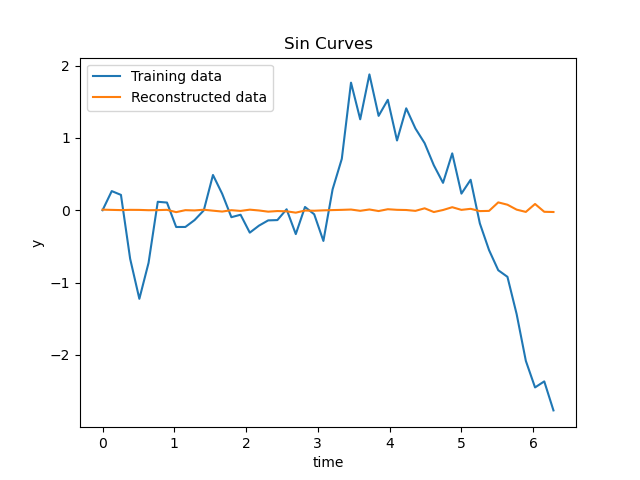 Sin Curves
Training data
Reconstructed data
2
1
0
−1
−2
y
0 1 2 3 4 5 6
time